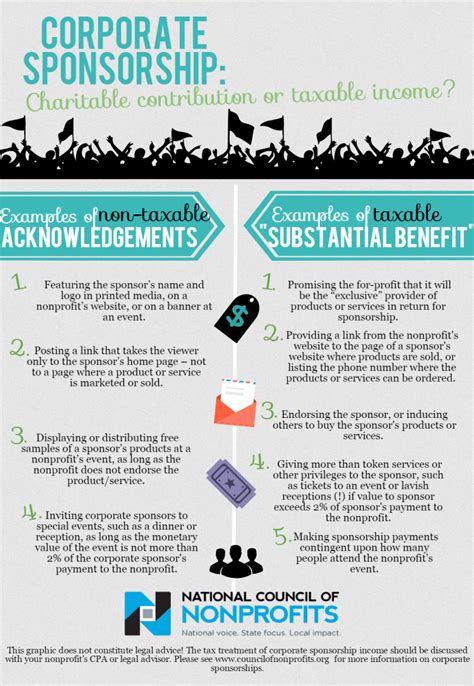 CORPORATE
SPONSORSHIP:
Charitable contribution or taxable income?
Examples of non-taxable
ACKNOWLEDGEMENTS
1. Featuring the sponsor's name and
logo in printed media, on a
nonprofit's website, or on a banner at
an event.
2. Posting a link that takes the viewer
only to the sponsor's home page – not
to a page where a product or service
is marketed or sold.
3. Displaying or distributing free
samples of a sponsor's products at a
nonprofit's event, as long as the
nonprofit does not endorse the
product/service.
4. Inviting corporate sponsors to
special events, such as a dinner or
reception, as long as the monetary
value of the event is not more than
2% of the corporate sponsor's
payment to the nonprofit.
Examples of taxable
"SUBSTANTIAL BENEFIT"
1. Promising the for-profit that it will
be the "exclusive" provider of
products or services in return for
sponsorship.
2. Providing a link from the nonprofit's
website to the page of a sponsor's
website where products are sold, or
listing the phone number where the
products or services can be ordered.
3. Endorsing the sponsor, or inducing
others to buy the sponsor's products or
services.
4. Giving more than token services or
other privileges to the sponsor, such
as tickets to an event or lavish
receptions (!) if value to sponsor
exceeds 2% of sponsor's payment to
the nonprofit.
5. Making sponsorship payments
contingent upon how many
people attend the nonprofit's
event.
$
NATIONAL COUNCIL OF
NONPROFITS
National voice. State focus. Local impact.
This graphic does not constitute legal advice! The tax treatment of corporate sponsorship income should be discussed
with your nonprofit's CPA or legal advisor. Please see www.councilofnonprofits.org for more information on corporate
sponsorships.